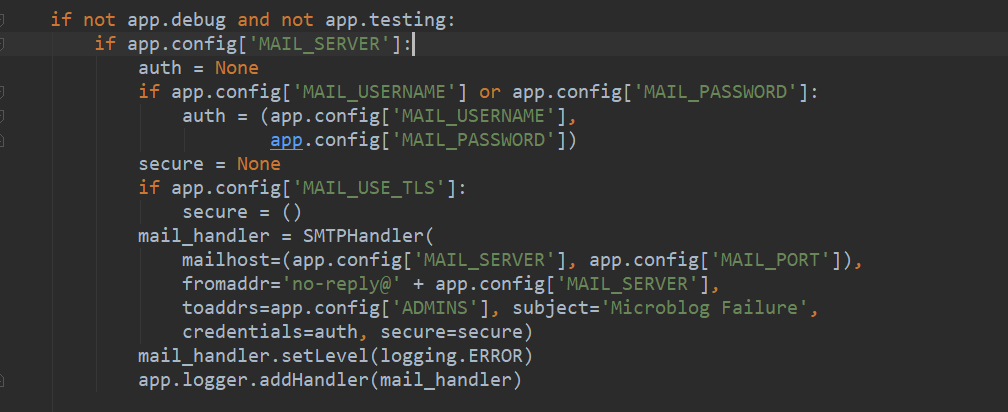 if not app.debug and not app.testing:
    if app.config['MAIL_SERVER']:
        auth = None
        if app.config['MAIL_USERNAME'] or app.config['MAIL_PASSWORD']:
            auth = (app.config['MAIL_USERNAME'],
                    app.config['MAIL_PASSWORD'])
        secure = None
        if app.config['MAIL_USE_TLS']:
            secure = ()
        mail_handler = SMTPHandler(
            mailhost=(app.config['MAIL_SERVER'], app.config['MAIL_PORT']),
            fromaddr='no-reply@' + app.config['MAIL_SERVER'],
            toaddrs=app.config['ADMINS'], subject='Microblog Failure',
            credentials=auth, secure=secure)
        mail_handler.setLevel(logging.ERROR)
        app.logger.addHandler(mail_handler)